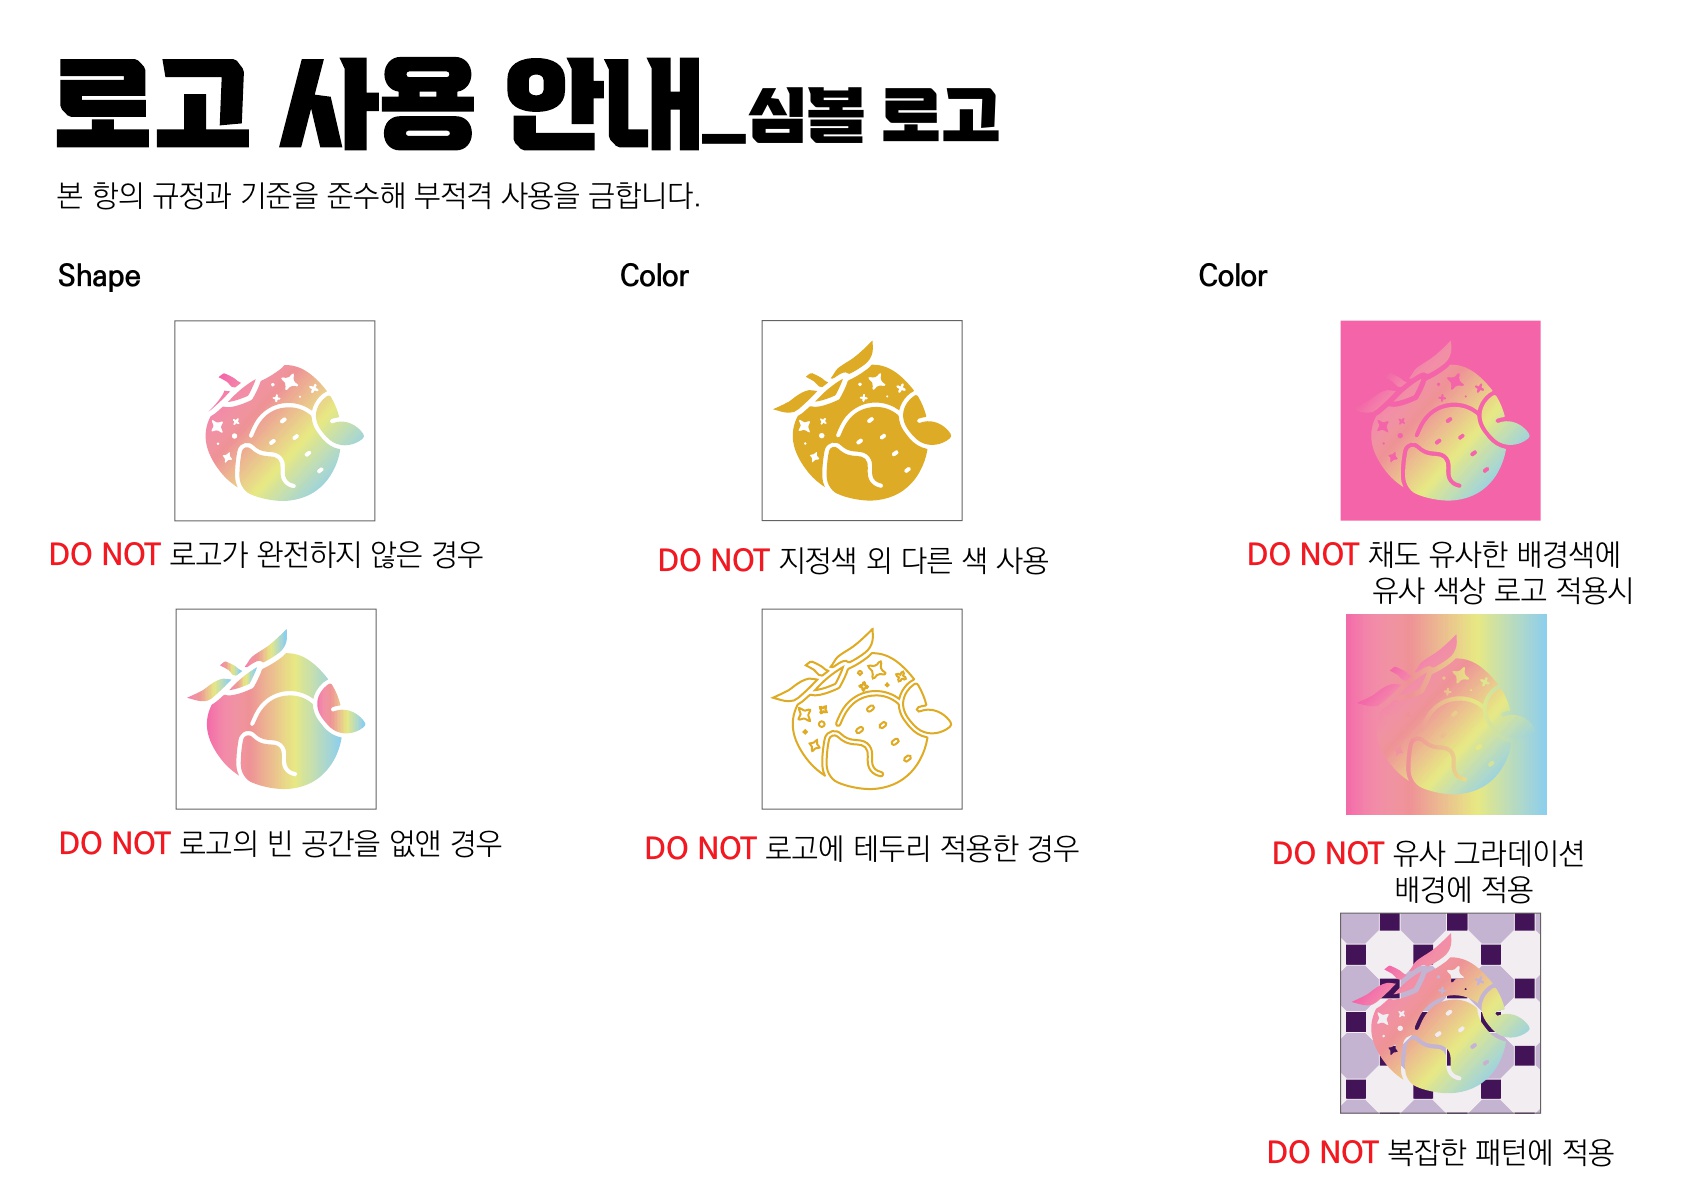 로고 사용 안내_심볼 로고
본 항의 규정과 기준을 준수해 부적격 사용을 금합니다.
Shape
DO NOT 로고가 완전하지 않은 경우
DO NOT 로고의 빈 공간을 없앤 경우
Color
DO NOT 지정색 외 다른 색 사용
DO NOT 로고에 테두리 적용한 경우
Color
DO NOT 채도 유사한 배경색에
유사 색상 로고 적용시
DO NOT 유사 그라데이션
배경에 적용
DO NOT 복잡한 패턴에 적용